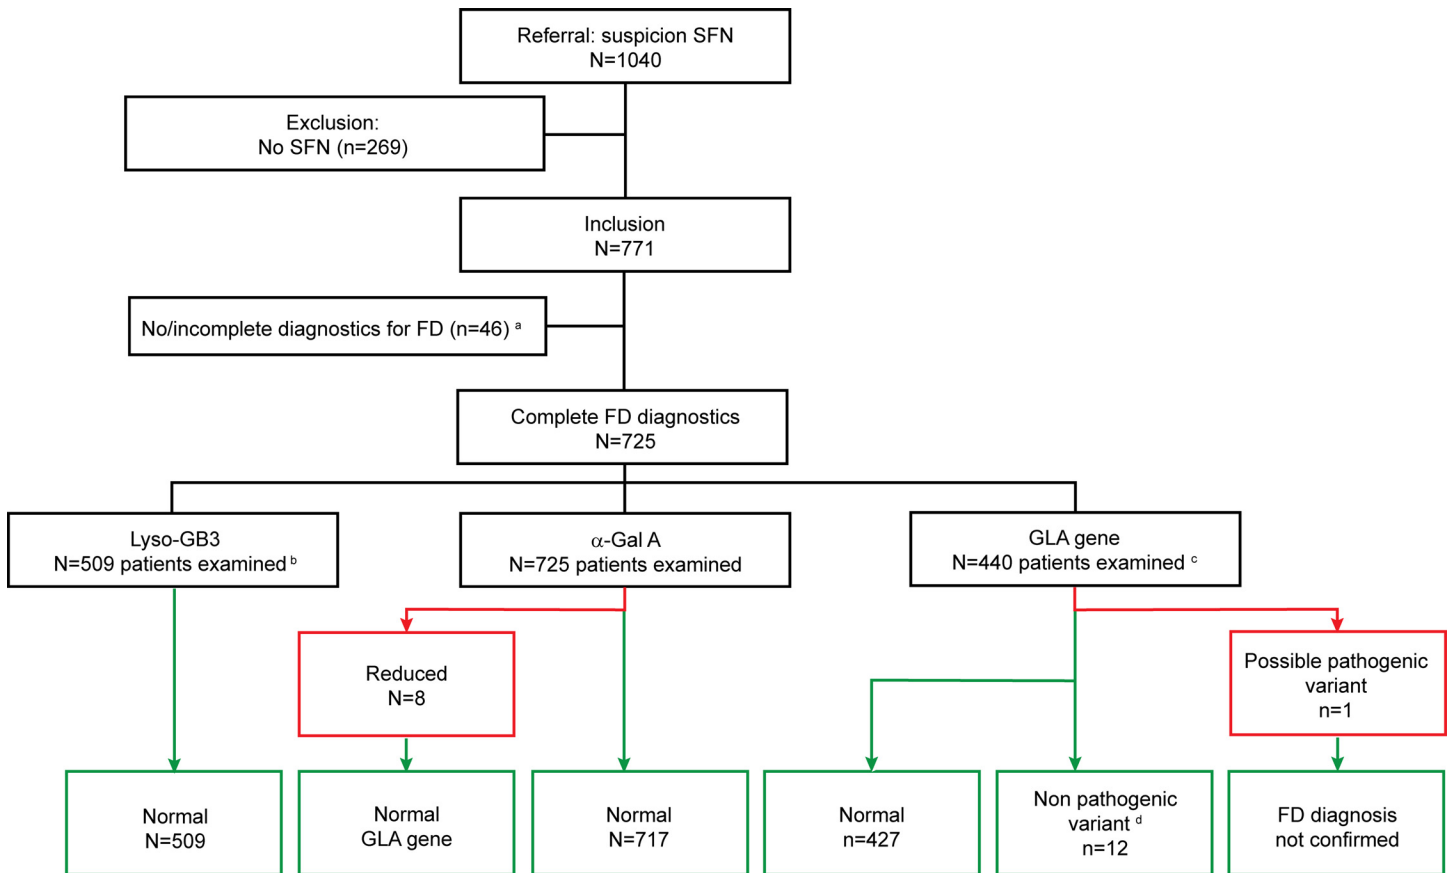 Referral: suspicion SFN
N=1040
Exclusion:
No SFN (n=269)
Inclusion
N=771
No/incomplete diagnostics for FD (n=46) a
Complete FD diagnostics
N=725
Lyso-GB3
N=509 patients examined b
α-Gal A
N=725 patients examined
GLA gene
N=440 patients examined c
Reduced
N=8
Possible pathogenic
variant
n=1
Normal
N=509
Normal
GLA gene
Normal
N=717
Normal
n=427
Non pathogenic
variant d
n=12
FD diagnosis
not confirmed